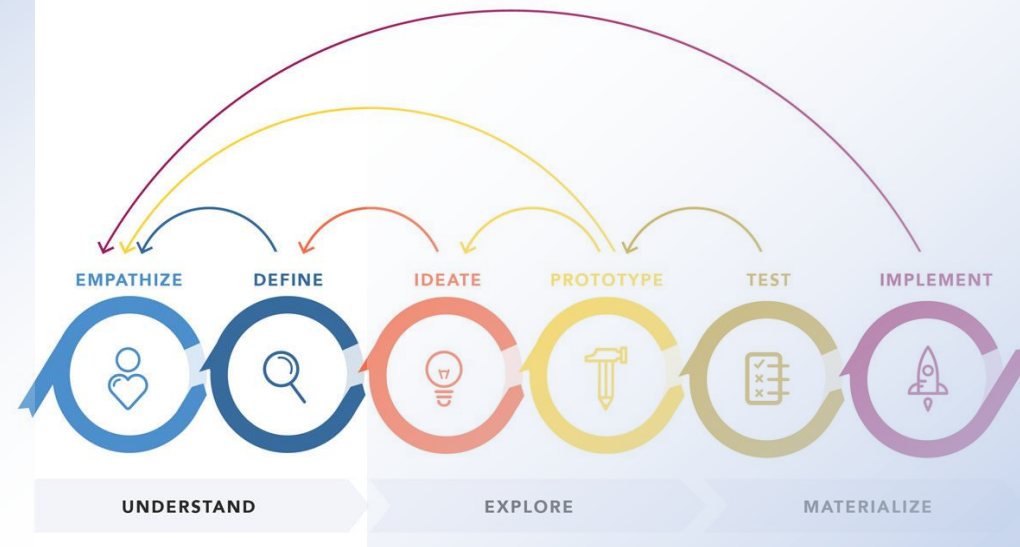 EMPATHIZE DEFINE IDEATE PROTOTYPE TEST IMPLEMENT
UNDERSTAND EXPLORE MATERIALIZE